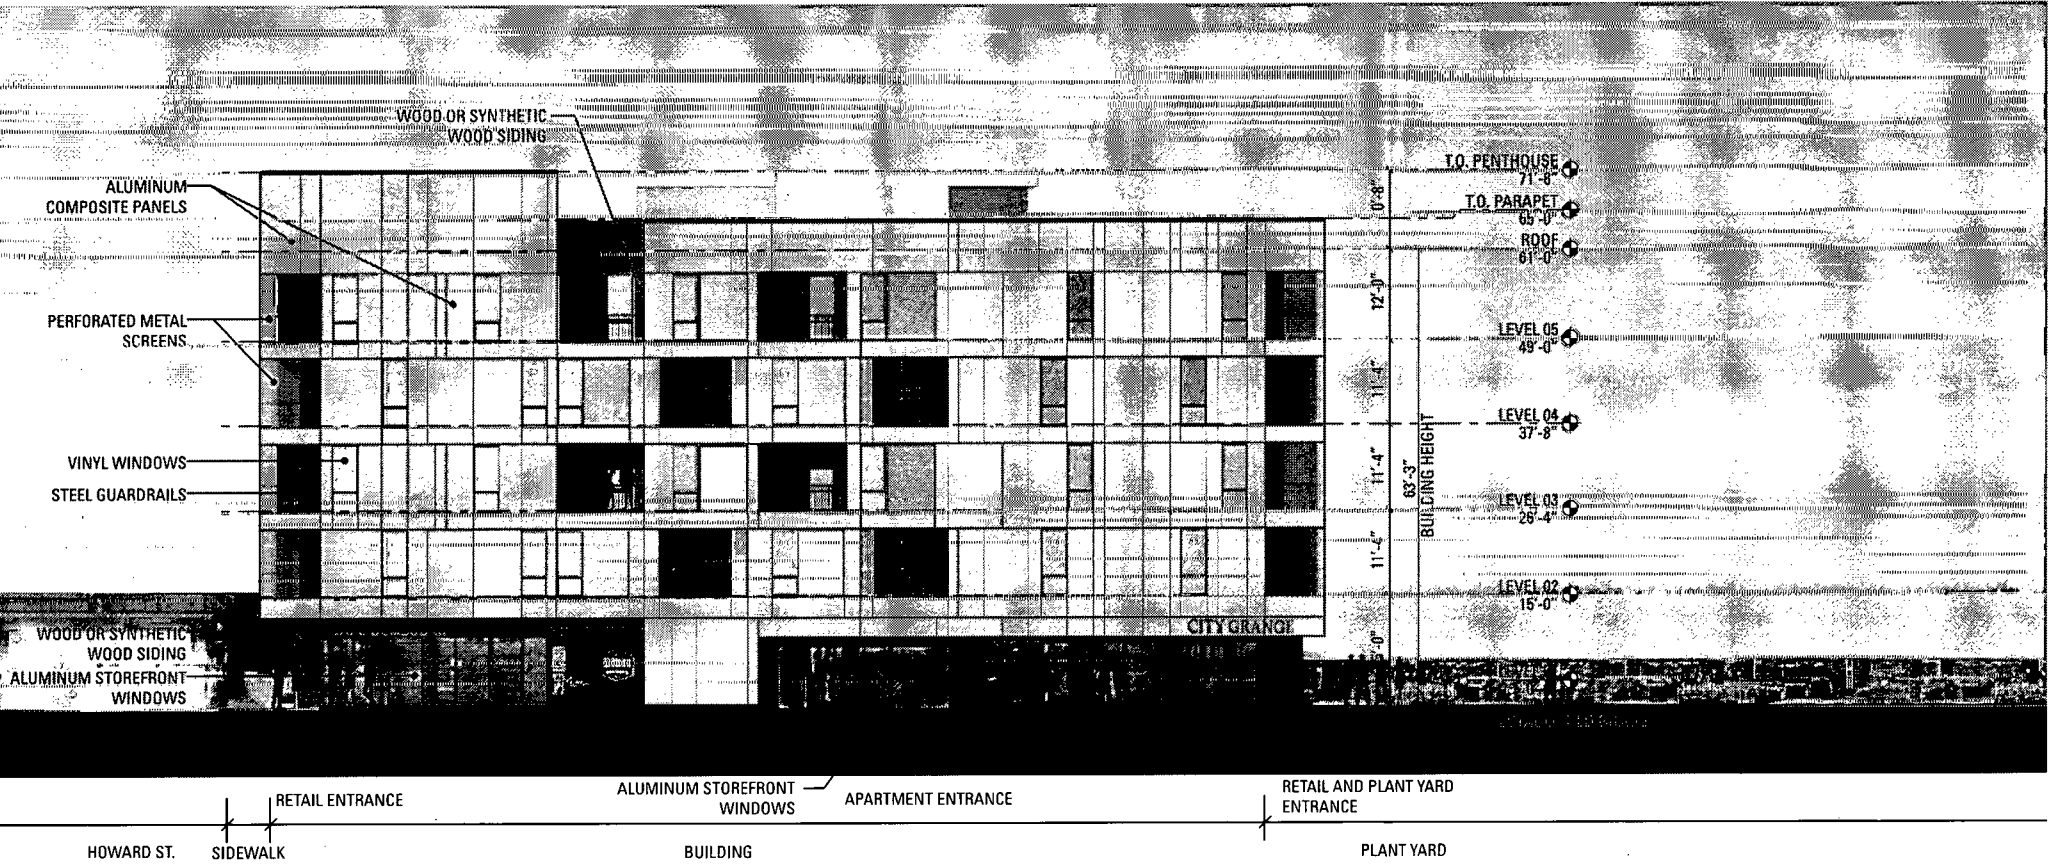 WOOD OR SYNTHETIC
WOOD SIDING
ALUMINUM
COMPOSITE PANELS
PERFORATED METAL
SCREENS
VINYL WINDOWS
STEEL GUARDRAILS
WOOD OR SYNTHETIC
WOOD SIDING
ALUMINUM STOREFRONT
WINDOWS
CITY GRANGE
T.O. PENTHOUSE
71'-8"
T.O. PARAPET
65'-0"
ROOF
61'-0"
LEVEL 05
49'-0"
LEVEL 04
37'-8"
LEVEL 03
26'-4"
LEVEL 02
15'-0"
12'-0"
11'-4"
11'-4"
11'-4"
63'-3"
BUILDING HEIGHT
ALUMINUM STOREFRONT
WINDOWS
RETAIL ENTRANCE
APARTMENT ENTRANCE
RETAIL AND PLANT YARD
ENTRANCE
HOWARD ST.
SIDEWALK
BUILDING
PLANT YARD